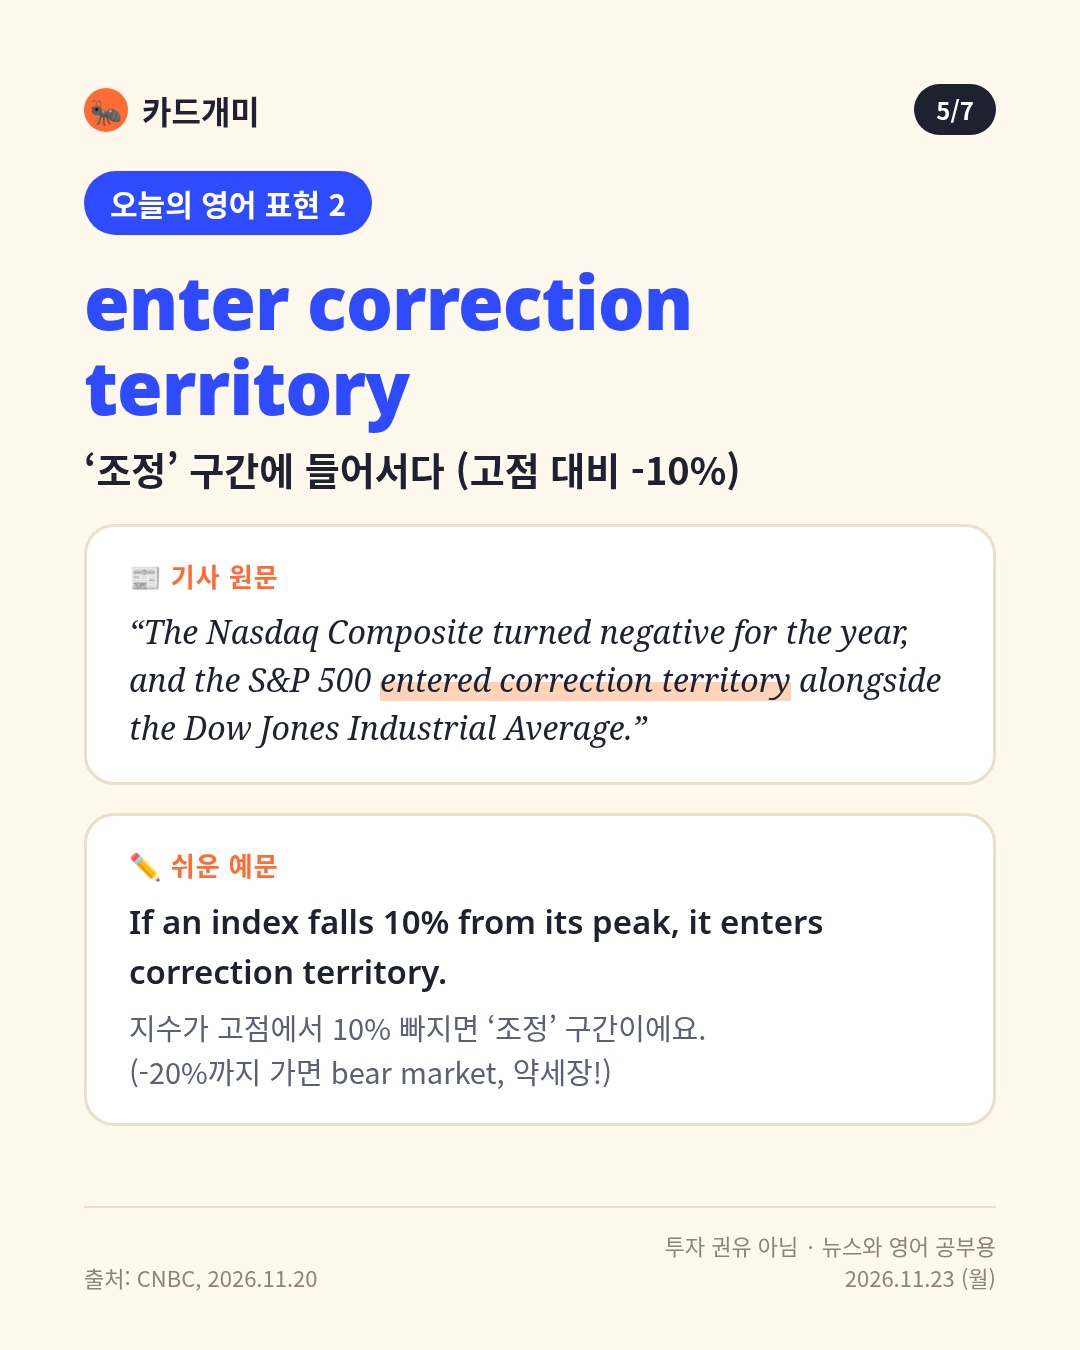 카드개미
5/7
오늘의 영어 표현 2
enter correction
territory
‘조정’ 구간에 들어서다 (고점 대비 -10%)
기사 원문
“The Nasdaq Composite turned negative for the year,
and the S&P 500 entered correction territory alongside
the Dow Jones Industrial Average.”
쉬운 예문
If an index falls 10% from its peak, it enters
correction territory.
지수가 고점에서 10% 빠지면 ‘조정’ 구간이에요.
(-20%까지 가면 bear market, 약세장!)
투자 권유 아님 · 뉴스와 영어 공부용
출처: CNBC, 2026.11.20
2026.11.23 (월)